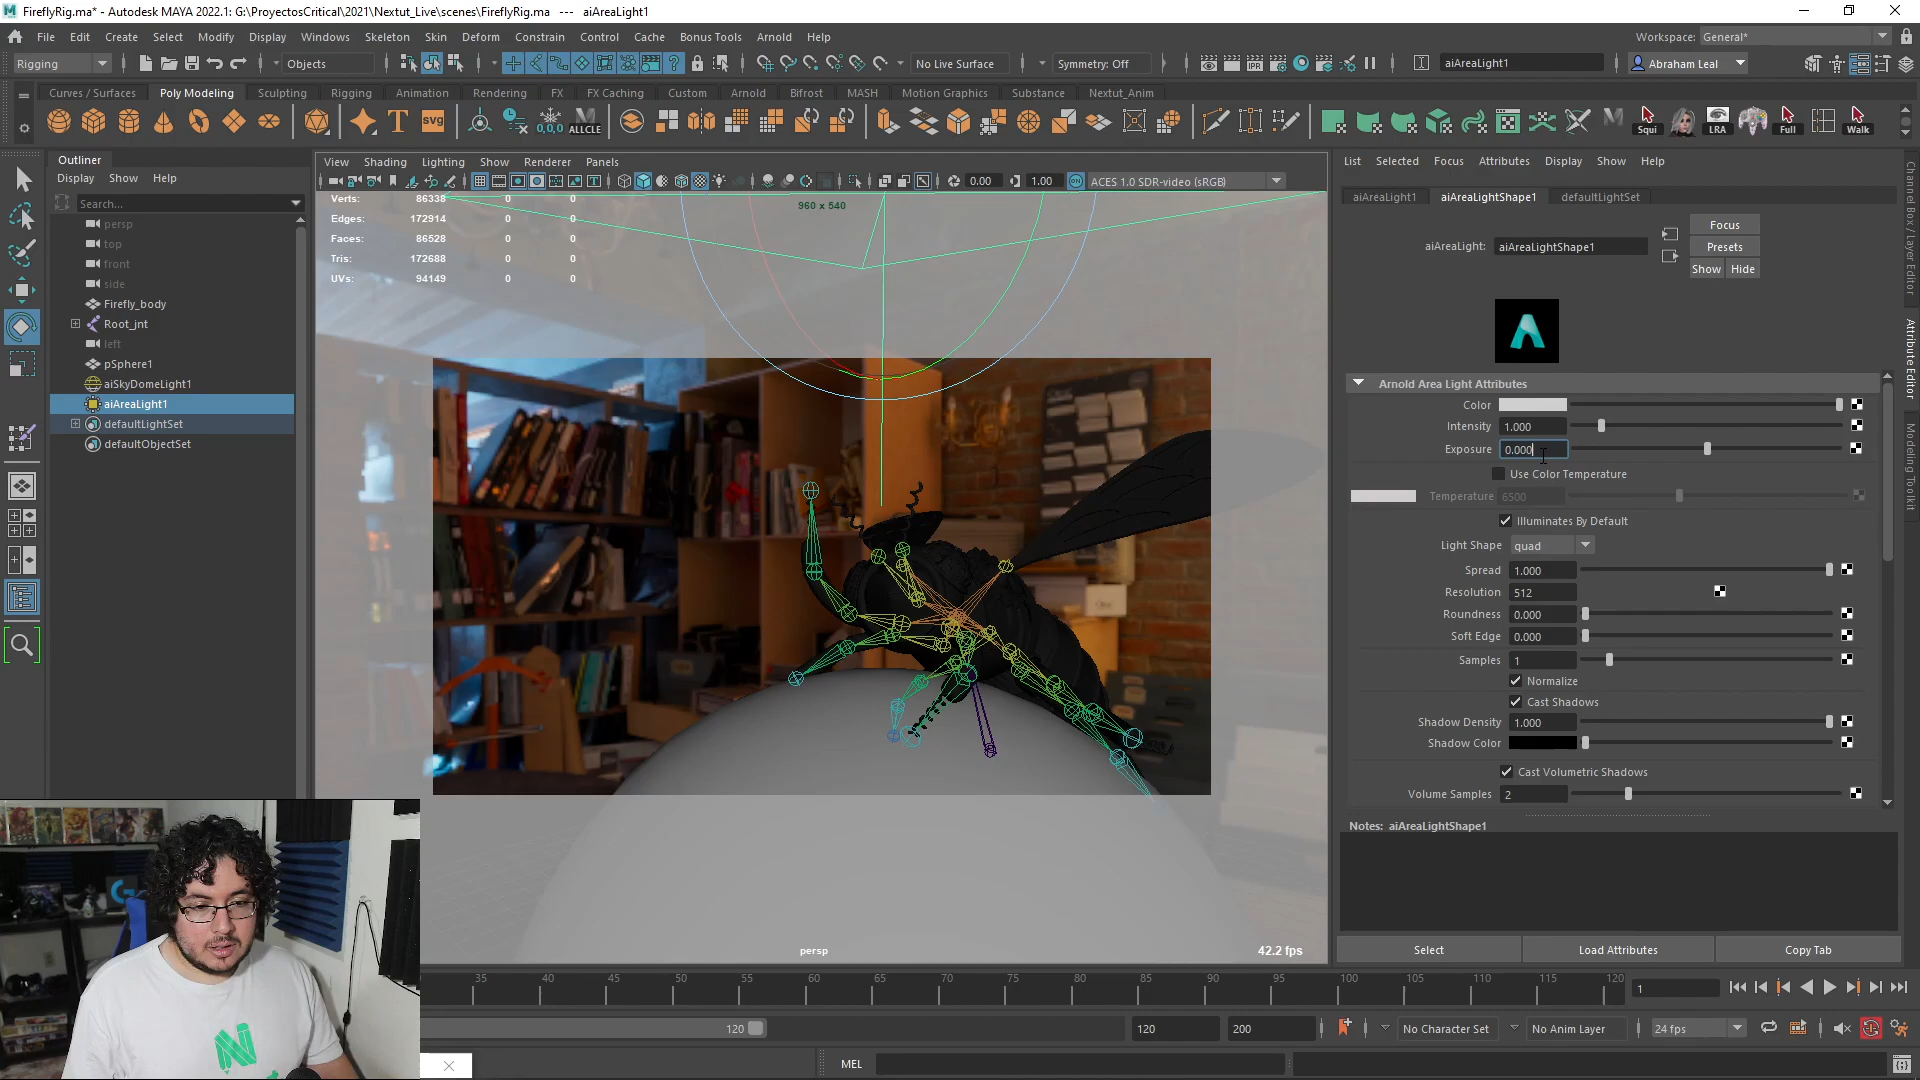 FireflyRig.ma* - Autodesk MAYA 2022.1: G:\ProyectosCritical\2021\Nextut_Live\scenes\FireflyRig.ma   ---   aiAreaLight1
File Edit Create Select Modify Display Windows Skeleton Skin Deform Constrain Control Cache Bonus Tools Arnold Help
Workspace: General*
Rigging
Objects
No Live Surface
Symmetry: Off
aiAreaLight1
Abraham Leal
Curves / Surfaces Poly Modeling Sculpting Rigging Animation Rendering FX FX Caching Custom Arnold Bifrost MASH Motion Graphics Substance Nextut_Anim
T
svg
0,0,0
ALLCLE
Squi
LRA
Full
Walk
Outliner
Display Show Help
Search...
persp
top
front
side
Firefly_body
Root_jnt
left
pSphere1
aiSkyDomeLight1
aiAreaLight1
defaultLightSet
defaultObjectSet
View Shading Lighting Show Renderer Panels
0.00
1.00
ACES 1.0 SDR-video (sRGB)
Verts: 86338 0 0
Edges: 172914 0 0
Faces: 86528 0 0
Tris: 172688 0 0
UVs: 94149 0 0
960 x 540
persp
42.2 fps
List Selected Focus Attributes Display Show Help
aiAreaLight1 aiAreaLightShape1 defaultLightSet
aiAreaLight: aiAreaLightShape1
Focus
Presets
Show Hide
Arnold Area Light Attributes
Color
Intensity 1.000
Exposure 0.000
Use Color Temperature
Temperature 6500
Illuminates By Default
Light Shape quad
Spread 1.000
Resolution 512
Roundness 0.000
Soft Edge 0.000
Samples 1
Normalize
Cast Shadows
Shadow Density 1.000
Shadow Color
Cast Volumetric Shadows
Volume Samples 2
Notes: aiAreaLightShape1
Select Load Attributes Copy Tab
Channel Box / Layer Editor
Attribute Editor
Modeling Toolkit
35 40 45 50 55 60 65 70 75 80 85 90 95 100 105 110 115 120
1
120
120
200
No Character Set
No Anim Layer
24 fps
MEL